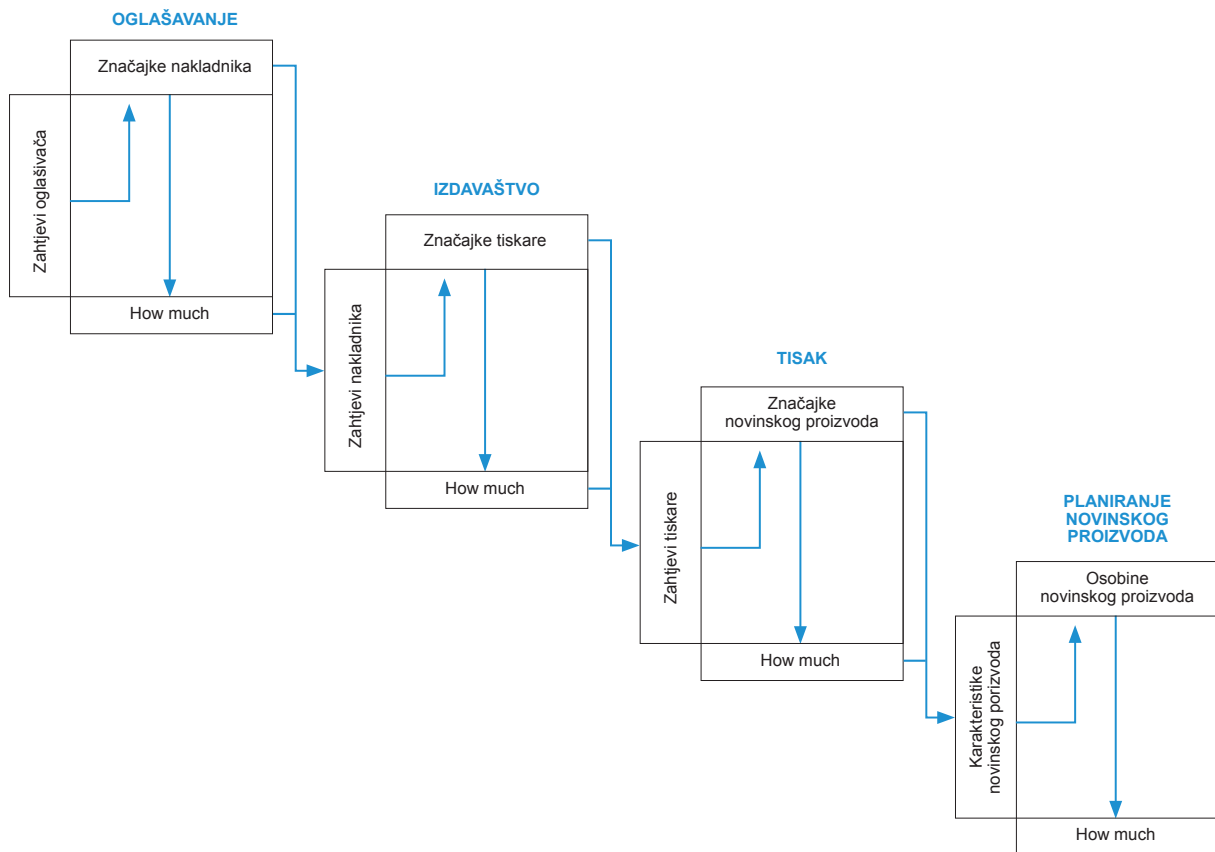 OGLAŠAVANJE
Značajke nakladnika
Zahtjevi oglašivača
How much
IZDAVAŠTVO
Značajke tiskare
Zahtjevi nakladnika
How much
TISAK
Značajke
novinskog proizvoda
Zahtjevi tiskare
How much
PLANIRANJE
NOVINSKOG
PROIZVODA
Osobine
novinskog proizvoda
Karakteristike
novinskog porizvoda
How much